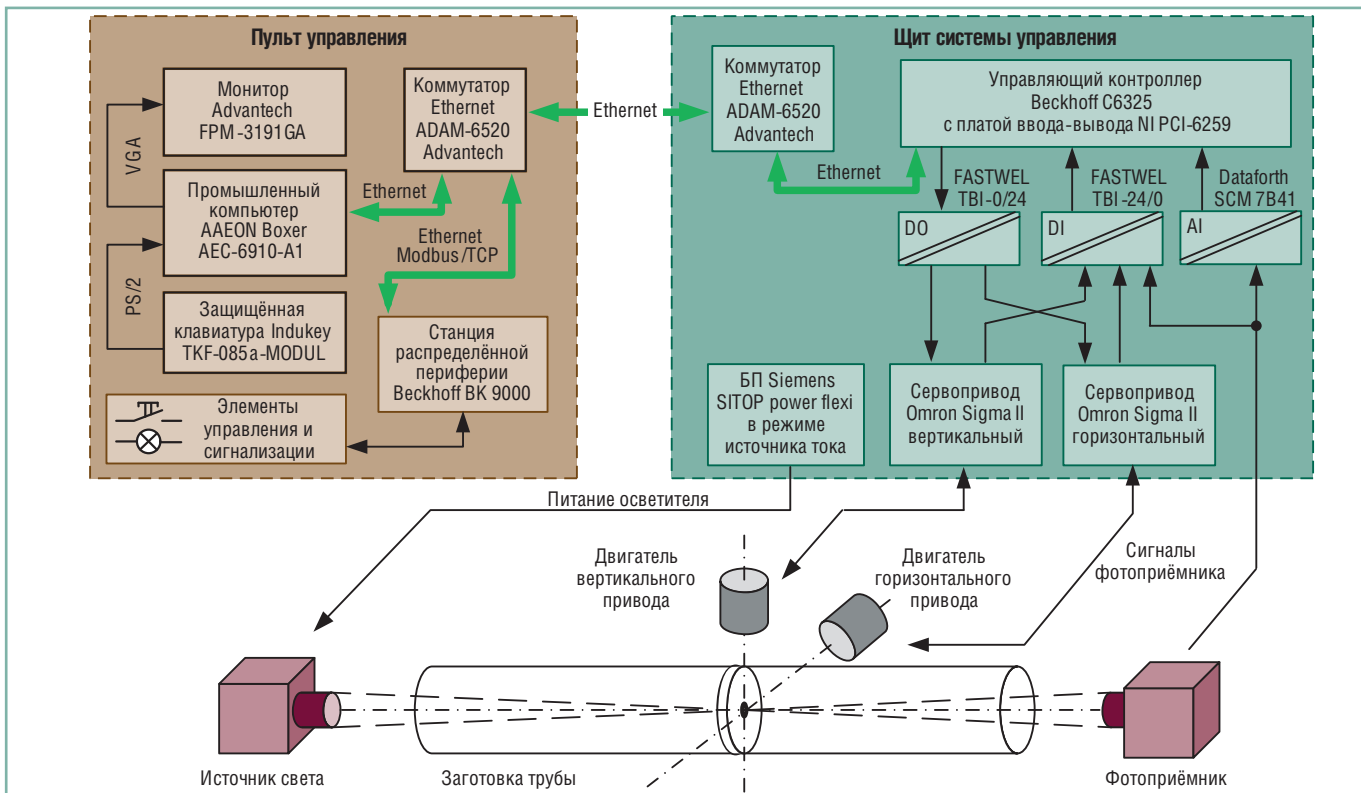 Пульт управления
Монитор
Advantech
FPM-3191GA
VGA
Промышленный
компьютер
AAEON Boxer
AEC-6910-A1
PS/2
Защищённая
клавиатура Indukey
TKF-085a-MODUL
Элементы
управления и
сигнализации
Коммутатор
Ethernet
ADAM-6520
Advantech
Ethernet
Ethernet
Modbus/TCP
Станция
распределённой
периферии
Beckhoff BK 9000
Ethernet
Щит системы управления
Коммутатор
Ethernet
ADAM-6520
Advantech
Ethernet
Управляющий контроллер
Beckhoff C6325
с платой ввода-вывода NI PCI-6259
FASTWEL
TBI-0/24
FASTWEL
TBI-24/0
Dataforth
SCM 7B41
DO
DI
AI
БП Siemens
SITOP power flexi
в режиме
источника тока
Сервопривод
Omron Sigma II
вертикальный
Сервопривод
Omron Sigma II
горизонтальный
Питание осветителя
Двигатель
вертикального
привода
Двигатель
горизонтального
привода
Сигналы
фотоприёмника
Источник света
Заготовка трубы
Фотоприёмник